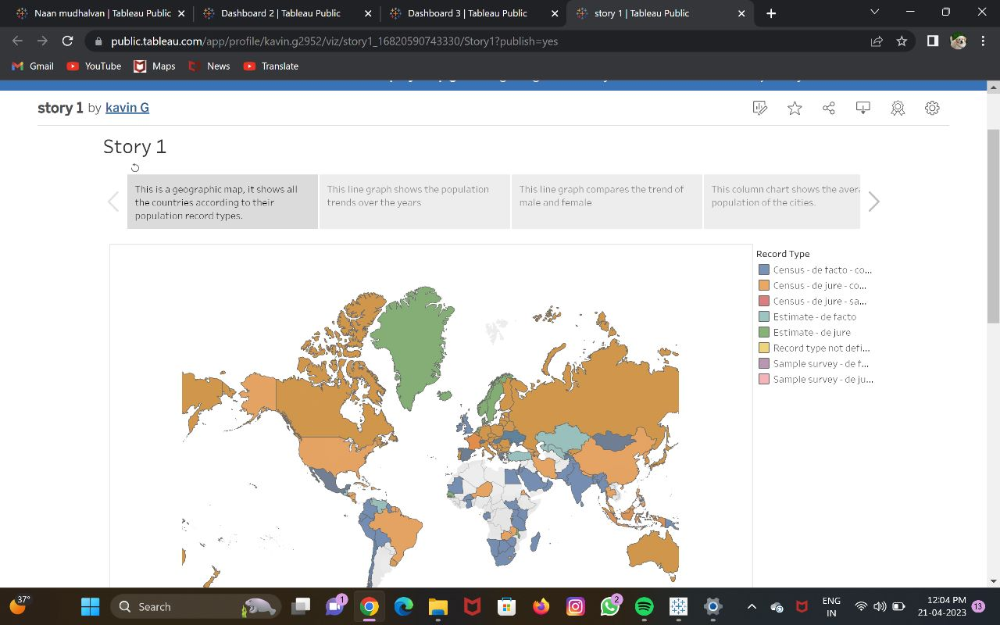 Naan mudhalvan | Tableau Public
Dashboard 2 | Tableau Public
Dashboard 3 | Tableau Public
story 1 | Tableau Public
public.tableau.com/app/profile/kavin.g2952/viz/story1_16820590743330/Story1?publish=yes
Gmail
YouTube
Maps
News
Translate
story 1 by kavin G
Story 1
This is a geographic map, it shows all
the countries according to their
population record types.
This line graph shows the population
trends over the years
This line graph compares the trend of
male and female
This column chart shows the avera
population of the cities.
Record Type
Census - de facto - co...
Census - de jure - co...
Census - de jure - sa...
Estimate - de facto
Estimate - de jure
Record type not defi...
Sample survey - de f...
Sample survey - de ju...
37°
Search
1
2
ENG
IN
12:04 PM
21-04-2023
13